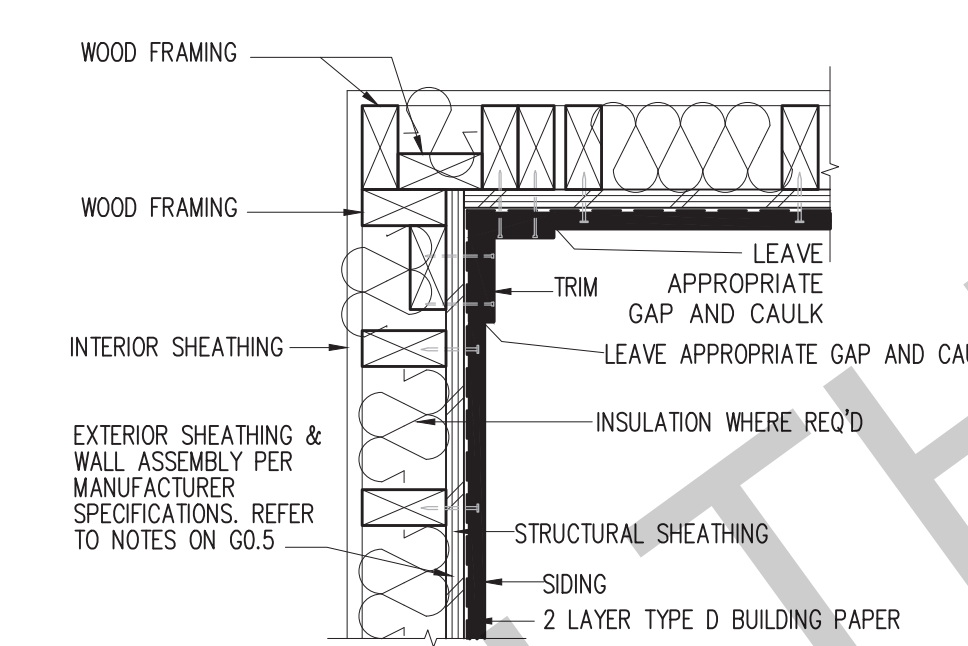 WOOD FRAMING
WOOD FRAMING
LEAVE
APPROPRIATE
GAP AND CAULK
TRIM
INTERIOR SHEATHING
LEAVE APPROPRIATE GAP AND CAU
INSULATION WHERE REQ'D
EXTERIOR SHEATHING &
WALL ASSEMBLY PER
MANUFACTURER
SPECIFICATIONS. REFER
TO NOTES ON G0.5
STRUCTURAL SHEATHING
SIDING
2 LAYER TYPE D BUILDING PAPER
TH